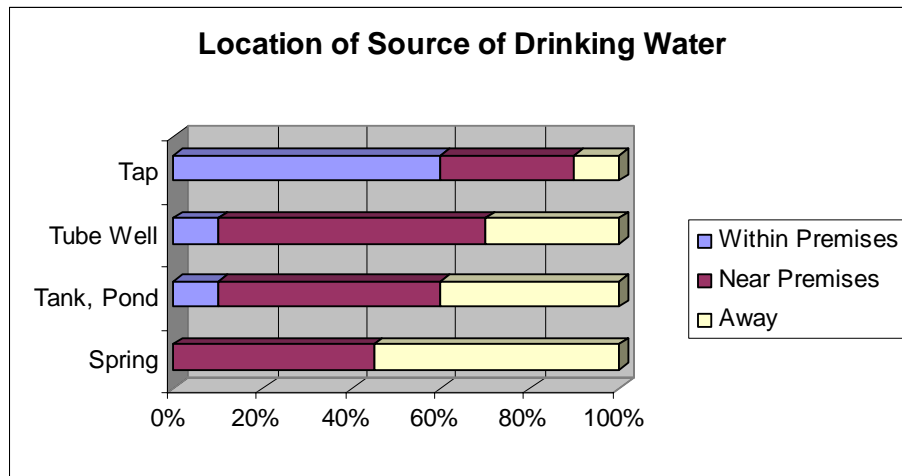 Location of Source of Drinking Water
Tap
Tube Well
Tank, Pond
Spring
0% 20% 40% 60% 80% 100%
Within Premises
Near Premises
Away